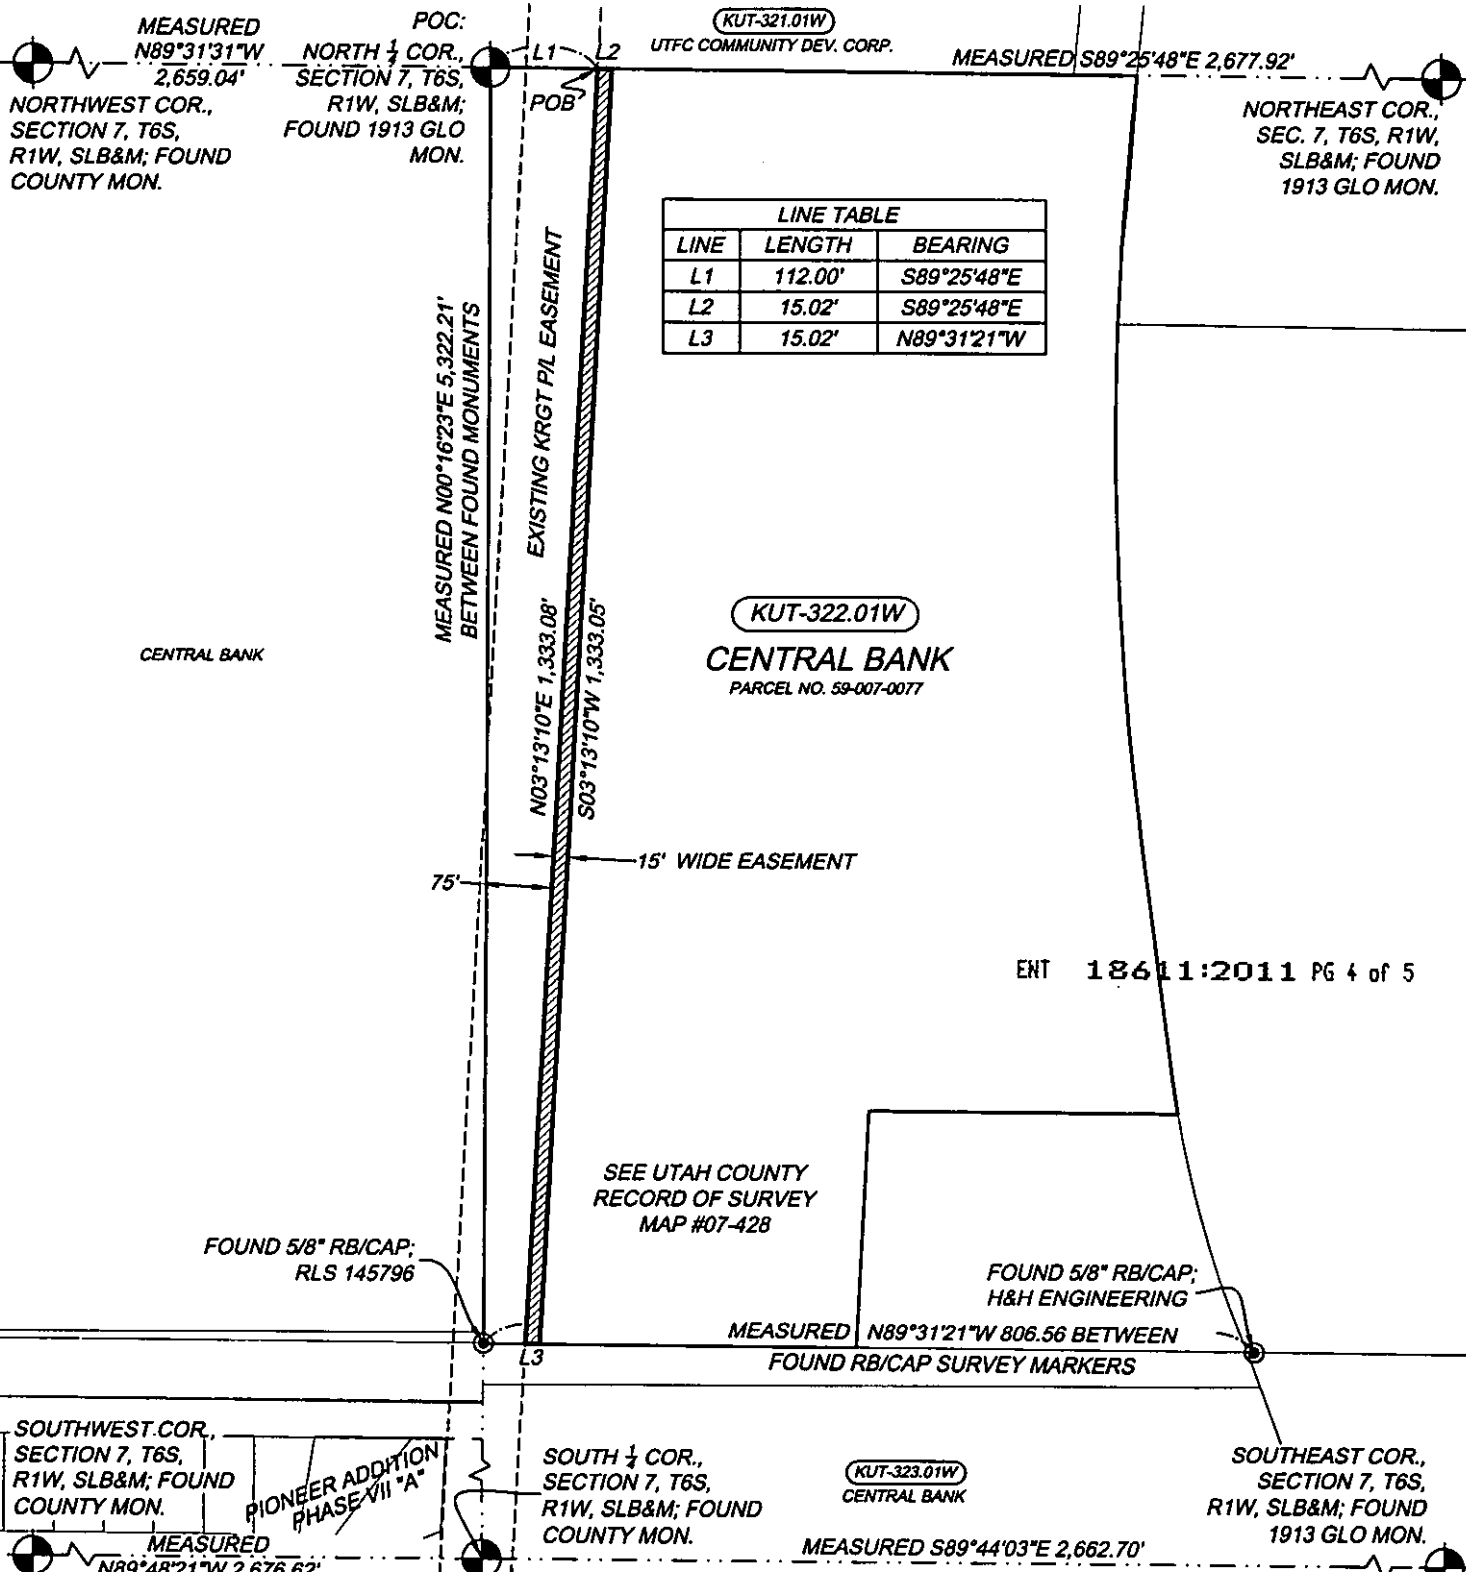 MEASURED
N89°31'31"W
2,659.04'
NORTHWEST COR.,
SECTION 7, T6S,
R1W, SLB&M; FOUND
COUNTY MON.
POC:
NORTH 1/4 COR.,
SECTION 7, T6S,
R1W, SLB&M;
FOUND 1913 GLO
MON.
L1
L2
POB
KUT-321.01W
UTFC COMMUNITY DEV. CORP.
MEASURED S89°25'48"E 2,677.92'
NORTHEAST COR.,
SEC. 7, T6S, R1W,
SLB&M; FOUND
1913 GLO MON.
LINE TABLE
LINE LENGTH BEARING
L1 112.00' S89°25'48"E
L2 15.02' S89°25'48"E
L3 15.02' N89°31'21"W
MEASURED N00°16'23"E 5,322.21'
BETWEEN FOUND MONUMENTS
EXISTING KRGT P/L EASEMENT
N03°13'10"E 1,333.08'
S03°13'10"W 1,333.05'
CENTRAL BANK
KUT-322.01W
CENTRAL BANK
PARCEL NO. 59-007-0077
15' WIDE EASEMENT
75'
ENT 18611:2011 PG 4 of 5
SEE UTAH COUNTY
RECORD OF SURVEY
MAP #07-428
FOUND 5/8" RB/CAP;
RLS 145796
FOUND 5/8" RB/CAP;
H&H ENGINEERING
L3
MEASURED N89°31'21"W 806.56 BETWEEN
FOUND RB/CAP SURVEY MARKERS
SOUTHWEST COR.,
SECTION 7, T6S,
R1W, SLB&M; FOUND
COUNTY MON.
PIONEER ADDITION
PHASE VII "A"
SOUTH 1/4 COR.,
SECTION 7, T6S,
R1W, SLB&M; FOUND
COUNTY MON.
KUT-323.01W
CENTRAL BANK
SOUTHEAST COR.,
SECTION 7, T6S,
R1W, SLB&M; FOUND
1913 GLO MON.
MEASURED
N89°48'21"W 2,676.62'
MEASURED S89°44'03"E 2,662.70'